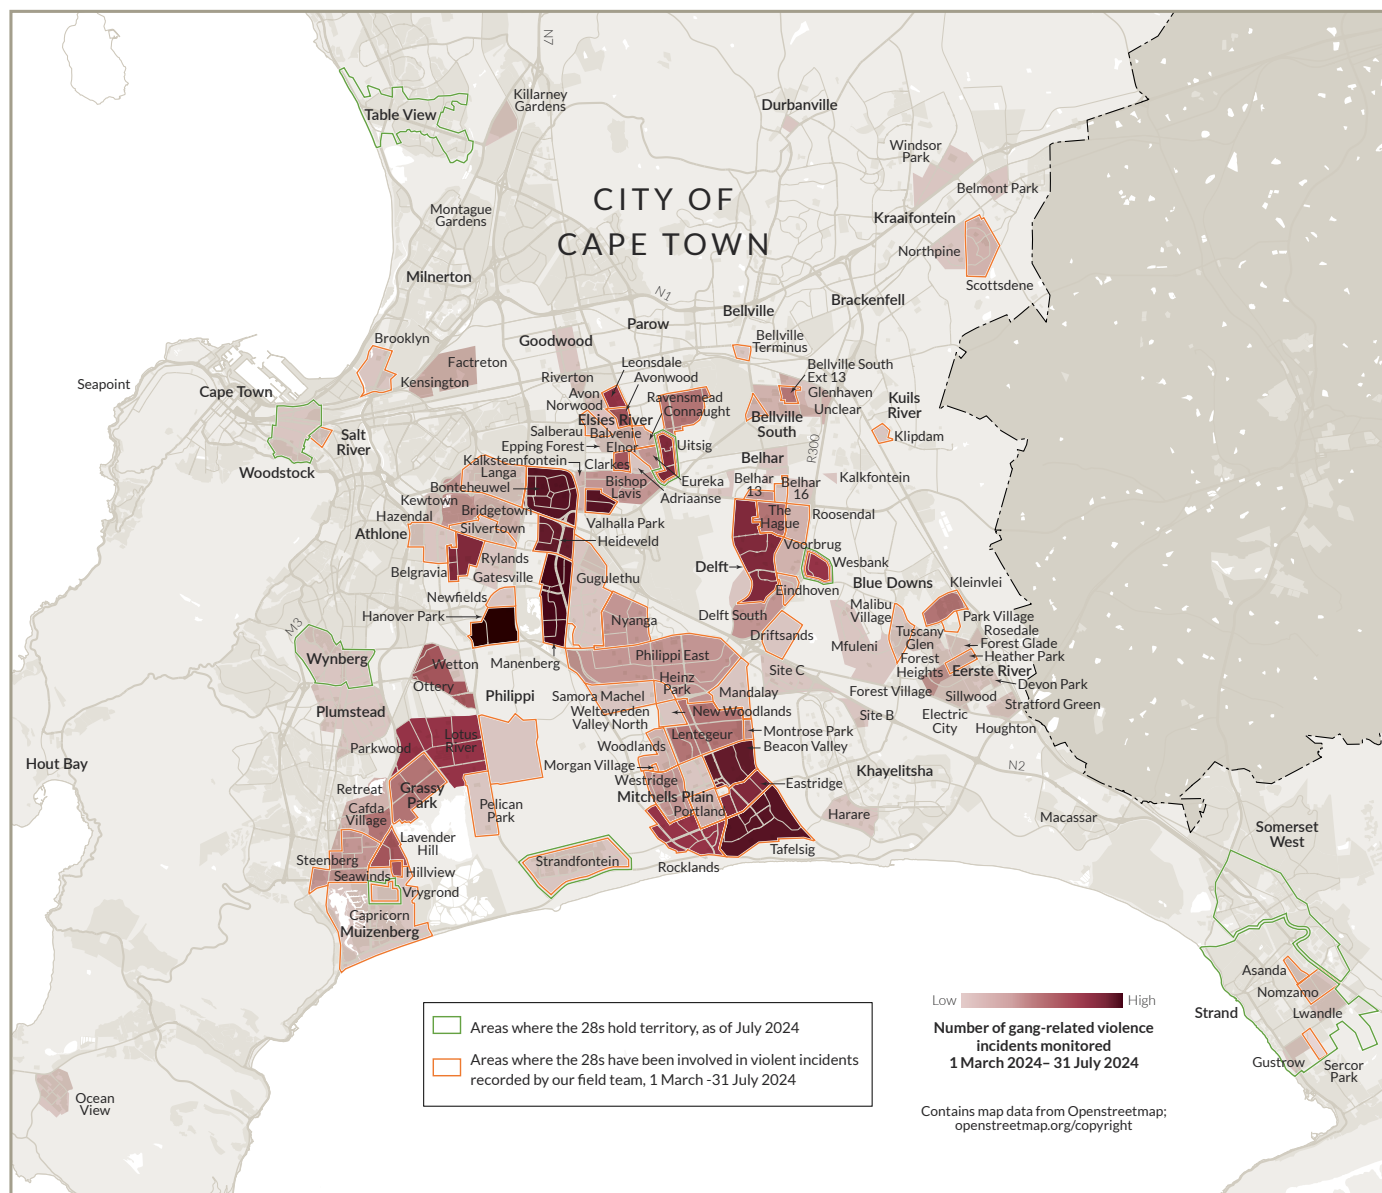 N7
Killarney
Gardens
Table View
Durbanville
Windsor
Park
Belmont Park
CITY OF
CAPE TOWN
Montague
Gardens
Kraaifontein
Northpine
Scottsdene
Milnerton
N1
Brackenfell
Bellville
Parow
Goodwood
Bellville
Terminus
Brooklyn
Factreton
Kensington
Leonsdale
Avonwood
Riverton
Avon
Norwood
Ravensmead
Connaught
Bellville South
Ext 13
Glenhaven
Unclear
Kuils
River
Klipdam
Seapoint
Cape Town
Elsies River
Bellville
South
Salberau
Balvenie
Epping Forest
Elnor
Uitsig
R300
Salt
River
Woodstock
Kalksteenfontein
Clarkes
Langa
Bonteheuwel
Bishop
Lavis
Eureka
Adriaanse
Belhar
Belhar
13
Belhar
16
Kalkfontein
Kewtown
Bridgetown
Hazendal
Silvertown
Athlone
Valhalla Park
Heideveld
The
Hague
Roosendal
Voorbrug
Wesbank
Rylands
Belgravia
Gatesville
Gugulethu
Delft
Blue Downs
Kleinvlei
Newfields
Eindhoven
Hanover Park
Nyanga
Delft South
Malibu
Village
Park Village
Rosedale
Driftsands
Tuscany
Glen
Forest Glade
Mfuleni
Heather Park
M3
Wynberg
Wetton
Manenberg
Philippi East
Site C
Forest
Heights
Eerste River
Devon Park
Ottery
Philippi
Heinz
Park
Samora Machel
Mandalay
Forest Village
Sillwood
Stratford Green
Plumstead
Weltevreden
Valley North
New Woodlands
Site B
Electric
City
Houghton
Parkwood
Lotus
River
Lentegeur
Montrose Park
Woodlands
Beacon Valley
Hout Bay
Morgan Village
Khayelitsha
N2
Westridge
Eastridge
Retreat
Grassy
Park
Mitchells Plain
Cafda
Village
Pelican
Park
Portland
Harare
Macassar
Somerset
West
Lavender
Hill
Tafelsig
Steenberg
Strandfontein
Rocklands
Seawinds
Hillview
Vrygrond
Capricorn
Muizenberg
Asanda
Nomzamo
Strand
Lwandle
Gustrow
Sercor
Park
Ocean
View
Areas where the 28s hold territory, as of July 2024
Areas where the 28s have been involved in violent incidents
recorded by our field team, 1 March -31 July 2024
Low
High
Number of gang-related violence
incidents monitored
1 March 2024– 31 July 2024
Contains map data from Openstreetmap;
openstreetmap.org/copyright